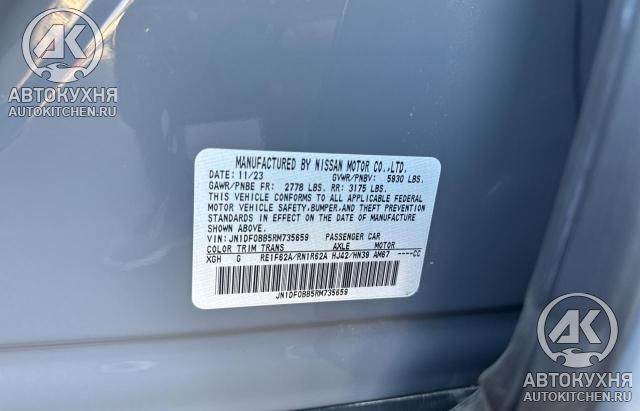 AK
АВТОКУХНЯ
AUTOKITCHEN.RU
MANUFACTURED BY NISSAN MOTOR CO.,LTD.
DATE: 11/23 GVWR/PNBV: 5930 LBS.
GAWR/PNBE FR: 2778 LBS. RR: 3175 LBS.
THIS VEHICLE CONFORMS TO ALL APPLICABLE FEDERAL
MOTOR VEHICLE SAFETY, BUMPER, AND THEFT PREVENTION
STANDARDS IN EFFECT ON THE DATE OF MANUFACTURE
SHOWN ABOVE.
VIN: JN1DF0BB5RM735659 PASSENGER CAR
COLOR TRIM TRANS AXLE MOTOR
XGH G RE1F62A/RN1R62A HJ42/HN39 AM67 ----CC
JN1DF0BB5RM735659
AK
АВТОКУХНЯ
AUTOKITCHEN.RU